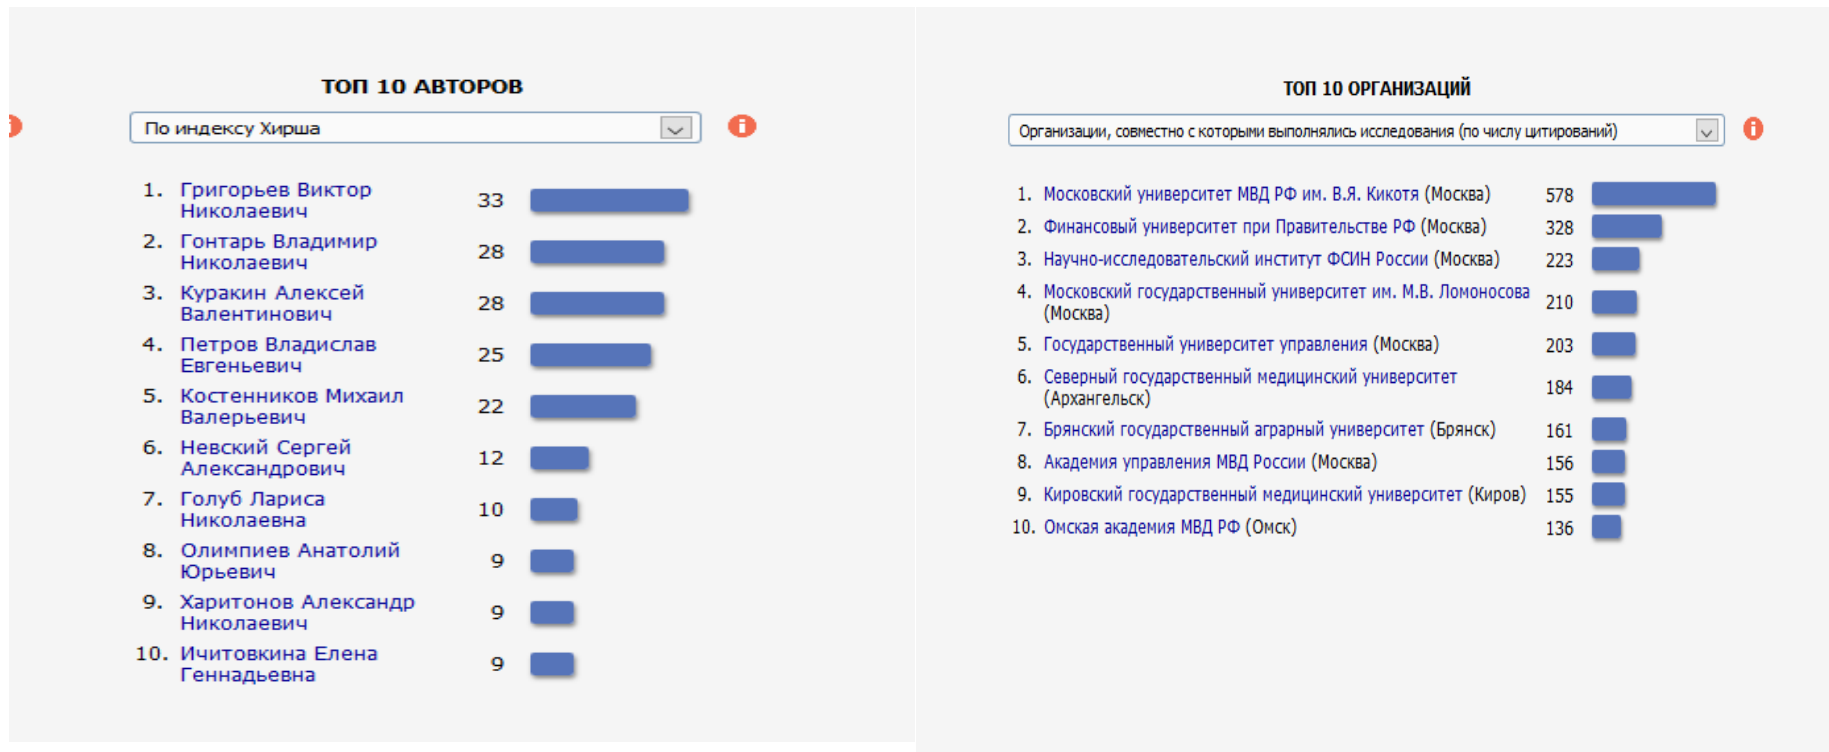 ТОП 10 АВТОРОВ
По индексу Хирша
1. Григорьев Виктор
Николаевич
33
2. Гонтарь Владимир
Николаевич
28
3. Куракин Алексей
Валентинович
28
4. Петров Владислав
Евгеньевич
25
5. Костенников Михаил
Валерьевич
22
6. Невский Сергей
Александрович
12
7. Голуб Лариса
Николаевна
10
8. Олимпиев Анатолий
Юрьевич
9
9. Харитонов Александр
Николаевич
9
10. Ичитовкина Елена
Геннадьевна
9
ТОП 10 ОРГАНИЗАЦИЙ
Организации, совместно с которыми выполнялись исследования (по числу цитирований)
1. Московский университет МВД РФ им. В.Я. Кикотя (Москва) 578
2. Финансовый университет при Правительстве РФ (Москва) 328
3. Научно-исследовательский институт ФСИН России (Москва) 223
4. Московский государственный университет им. М.В. Ломоносова
(Москва)
210
5. Государственный университет управления (Москва) 203
6. Северный государственный медицинский университет
(Архангельск)
184
7. Брянский государственный аграрный университет (Брянск) 161
8. Академия управления МВД России (Москва) 156
9. Кировский государственный медицинский университет (Киров) 155
10. Омская академия МВД РФ (Омск) 136